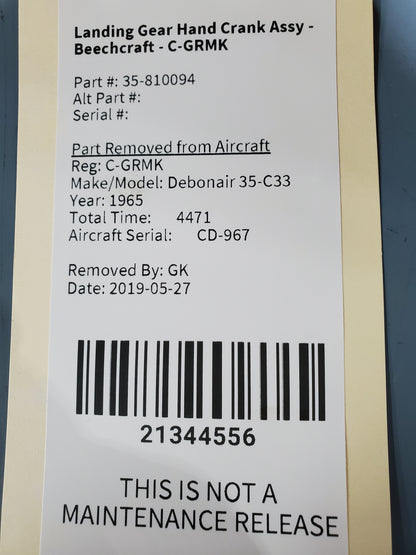 Landing Gear Hand Crank Assy -
Beechcraft - C-GRMK
Part #: 35-810094
Alt Part #:
Serial #:
Part Removed from Aircraft
Reg: C-GRMK
Make/Model: Debonair 35-C33
Year: 1965
Total Time: 4471
Aircraft Serial: CD-967
Removed By: GK
Date: 2019-05-27
21344556
THIS IS NOT A
MAINTENANCE RELEASE